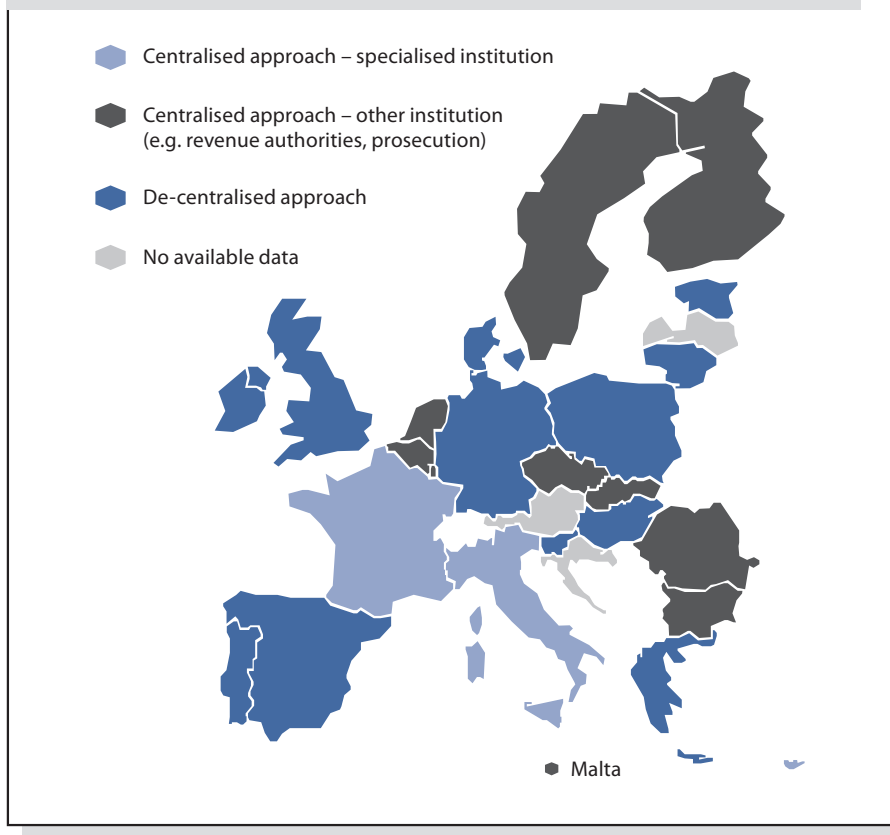 Centralised approach – specialised institution
Centralised approach – other institution
(e.g. revenue authorities, prosecution)
De-centralised approach
No available data
Malta